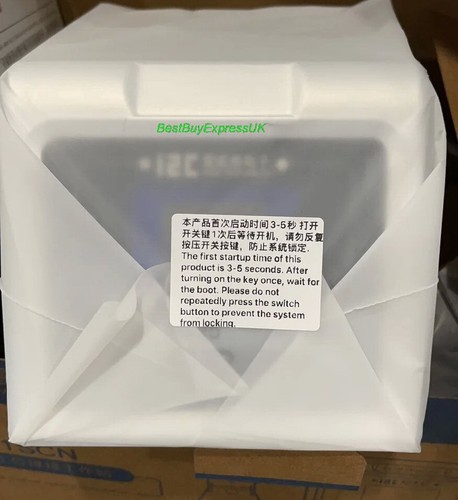 BestBuyExpressUK
本产品首次启动时间3-5秒 打开
开关键1次后等待开机，请勿反复
按压开关按键，防止系统锁定.
The first startup time of this
product is 3-5 seconds. After
turning on the key once, wait for
the boot. Please do not
repeatedly press the switch
button to prevent the system
from locking.